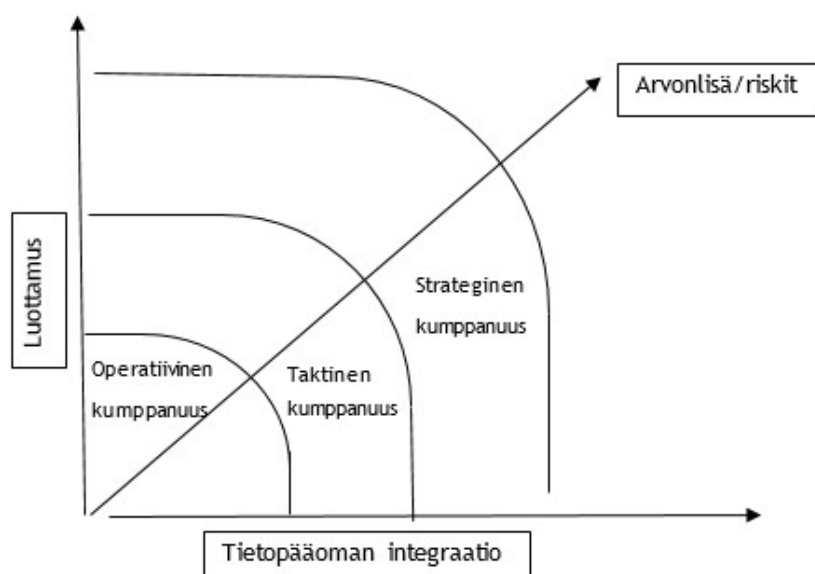 Arvonlisä/riskit
Luottamus
Strateginen
kumppanuus
Operatiivinen
kumppanuus
Taktinen
kumppanuus
Tietopääoman integraatio